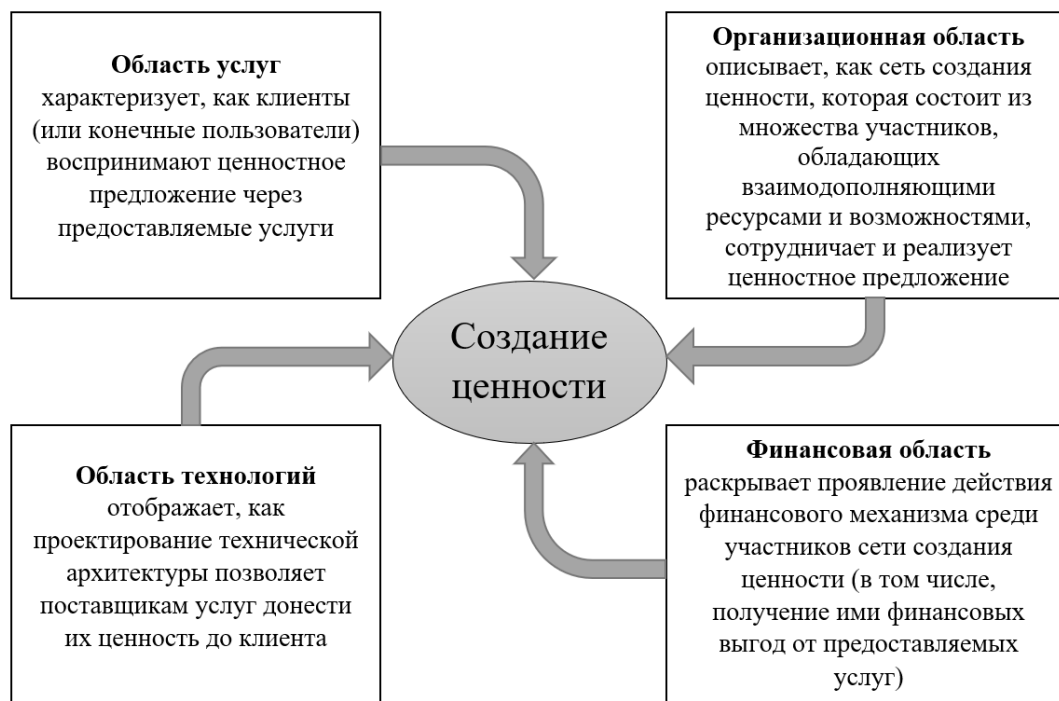 Область услуг
характеризует, как клиенты
(или конечные пользователи)
воспринимают ценностное
предложение через
предоставляемые услуги
Организационная область
описывает, как сеть создания
ценности, которая состоит из
множества участников,
обладающих
взаимодополняющими
ресурсами и возможностями,
сотрудничает и реализует
ценностное предложение
Создание
ценности
Область технологий
отображает, как
проектирование технической
архитектуры позволяет
поставщикам услуг донести
их ценность до клиента
Финансовая область
раскрывает проявление действия
финансового механизма среди
участников сети создания
ценности (в том числе,
получение ими финансовых
выгод от предоставляемых
услуг)